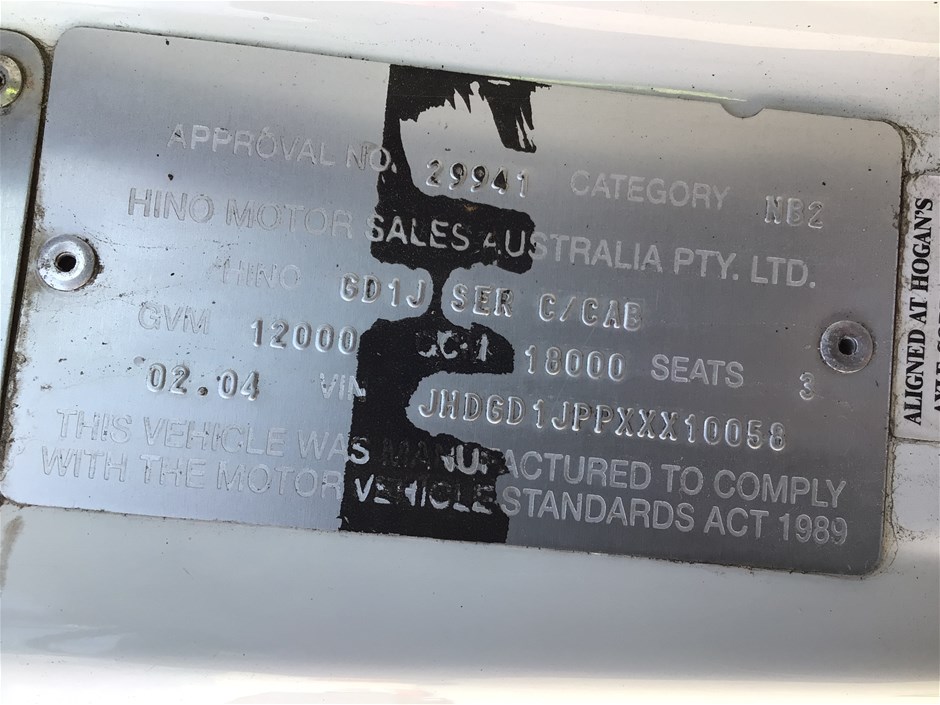 APPROVAL NO. 29941 CATEGORY NB2
HINO MOTOR SALES AUSTRALIA PTY. LTD.
HINO GD1J SER C/CAB
GVM 12000 18000 SEATS 3
02.04 VIN JHDGD1JPPXXX10058
THIS VEHICLE WAS MANUFACTURED TO COMPLY
WITH THE MOTOR VEHICLE STANDARDS ACT 1989
ALIGNED AT HOGAN'S